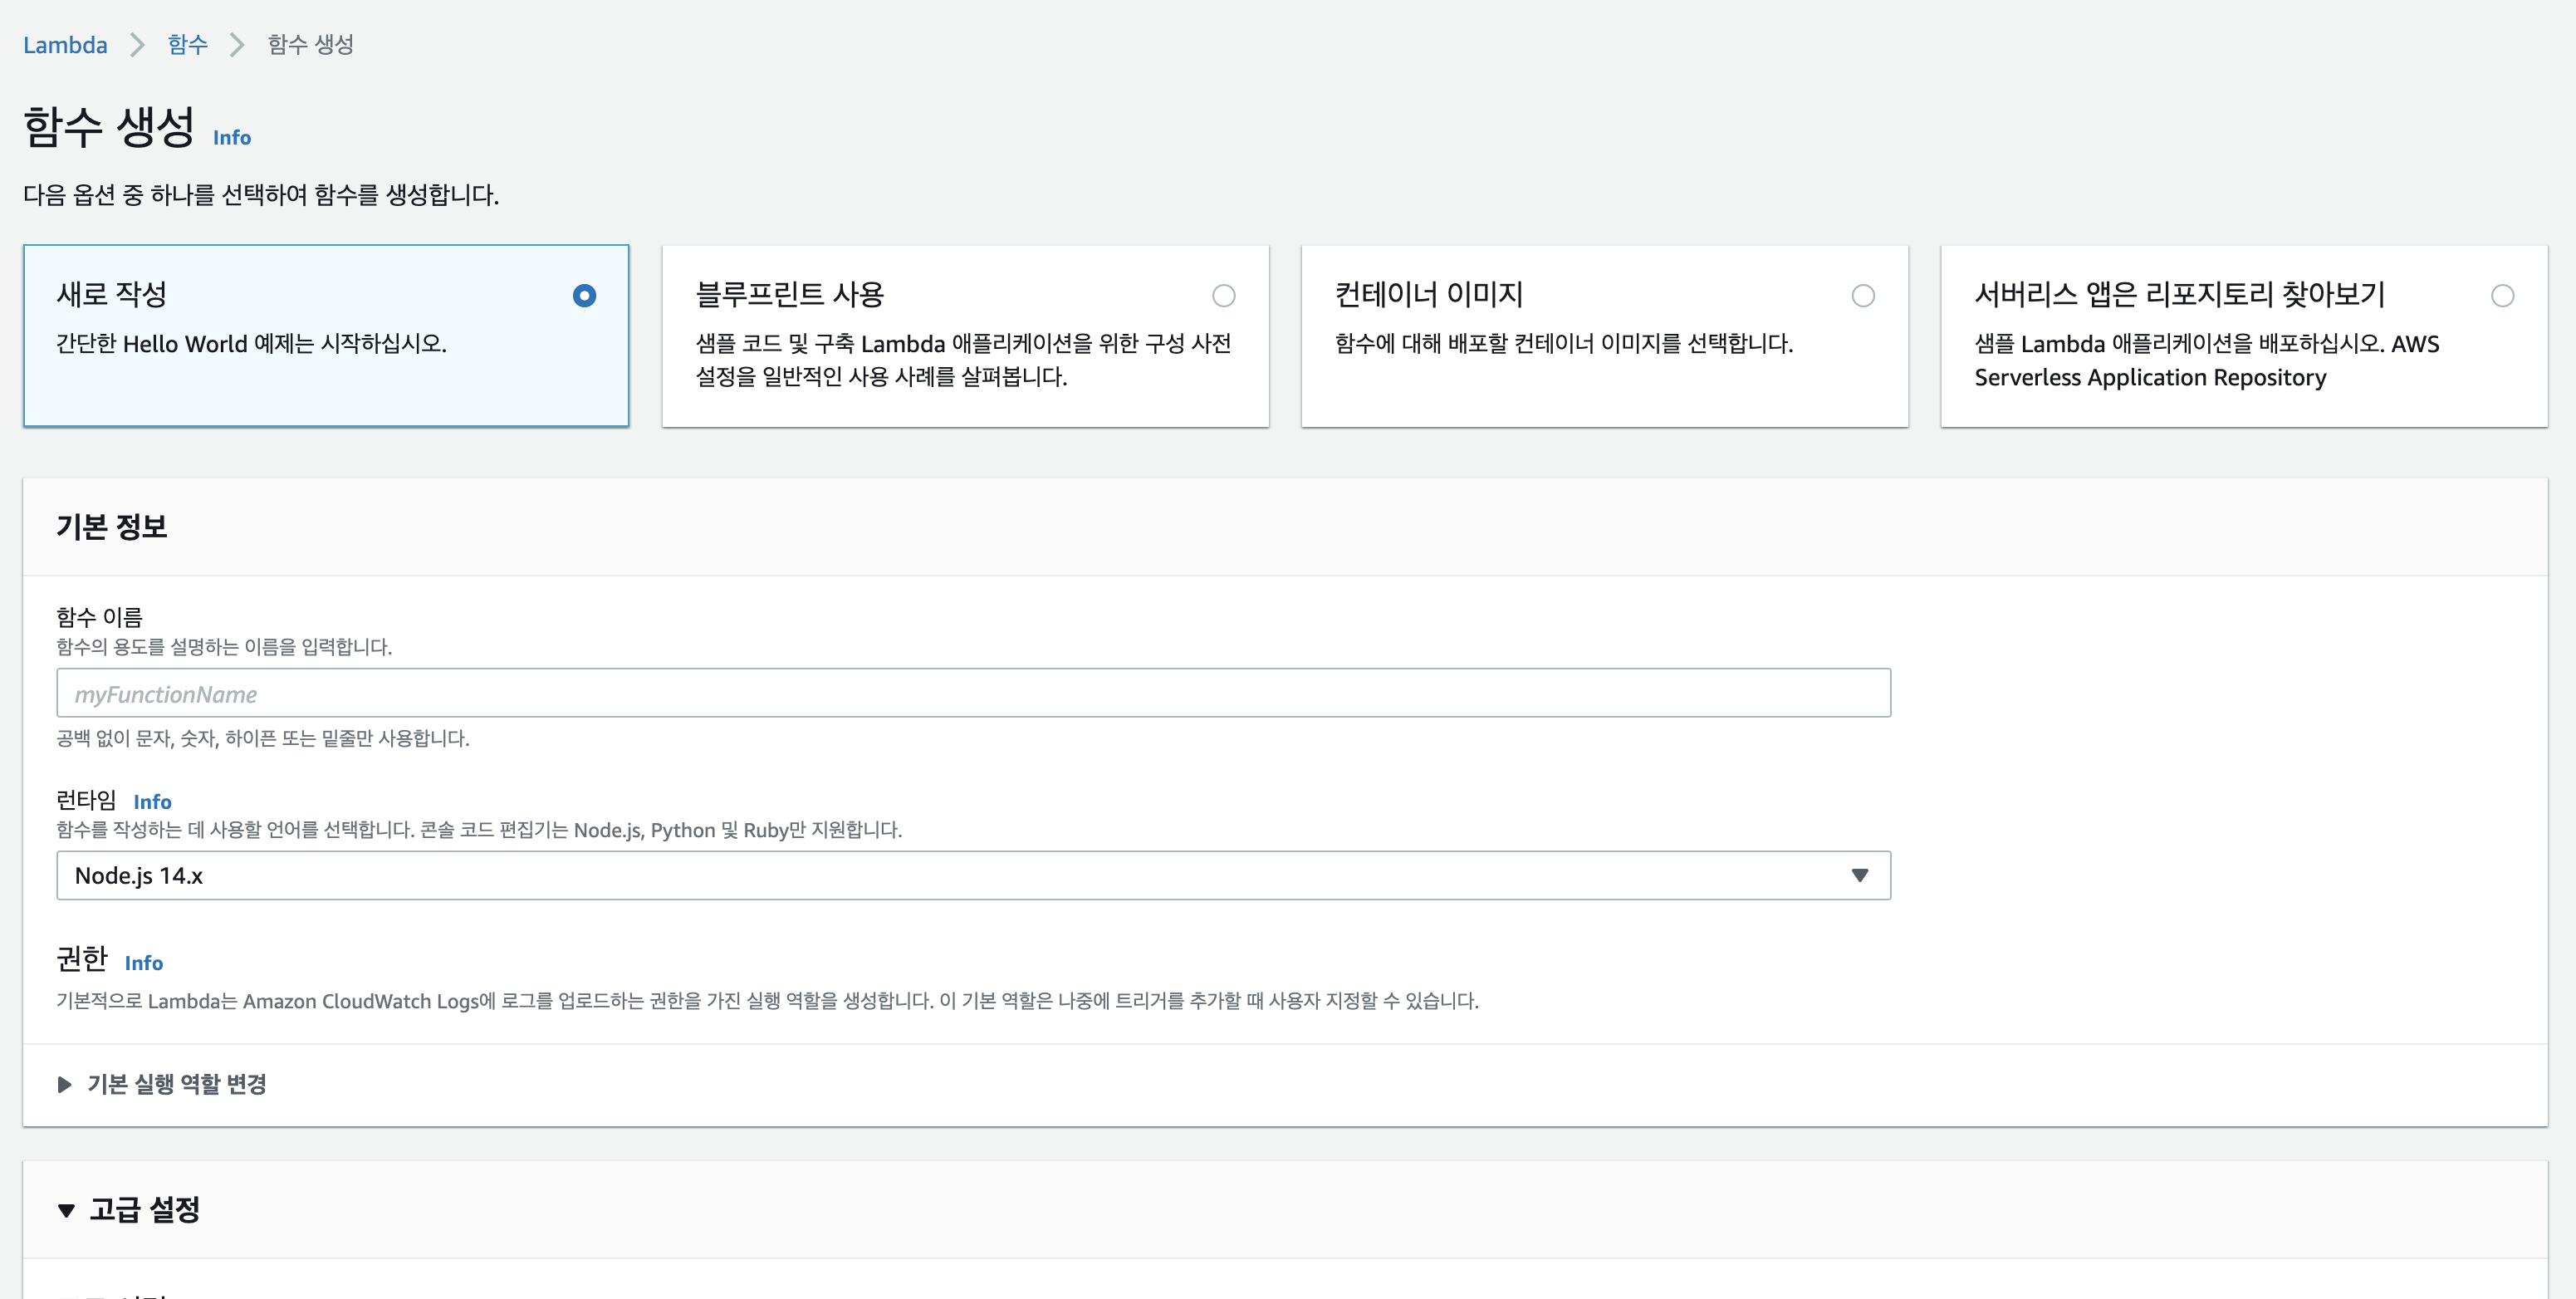 Lambda 함수 함수 생성
함수 생성 Info
다음 옵션 중 하나를 선택하여 함수를 생성합니다.
새로 작성
간단한 Hello World 예제는 시작하십시오.
블루프린트 사용
샘플 코드 및 구축 Lambda 애플리케이션을 위한 구성 사전
설정을 일반적인 사용 사례를 살펴봅니다.
컨테이너 이미지
함수에 대해 배포할 컨테이너 이미지를 선택합니다.
서버리스 앱은 리포지토리 찾아보기
샘플 Lambda 애플리케이션을 배포하십시오. AWS
Serverless Application Repository
기본 정보
함수 이름
함수의 용도를 설명하는 이름을 입력합니다.
myFunctionName
공백 없이 문자, 숫자, 하이픈 또는 밑줄만 사용합니다.
런타임 Info
함수를 작성하는 데 사용할 언어를 선택합니다. 콘솔 코드 편집기는 Node.js, Python 및 Ruby만 지원합니다.
Node.js 14.x
권한 Info
기본적으로 Lambda는 Amazon CloudWatch Logs에 로그를 업로드하는 권한을 가진 실행 역할을 생성합니다. 이 기본 역할은 나중에 트리거를 추가할 때 사용자 지정할 수 있습니다.
기본 실행 역할 변경
고급 설정